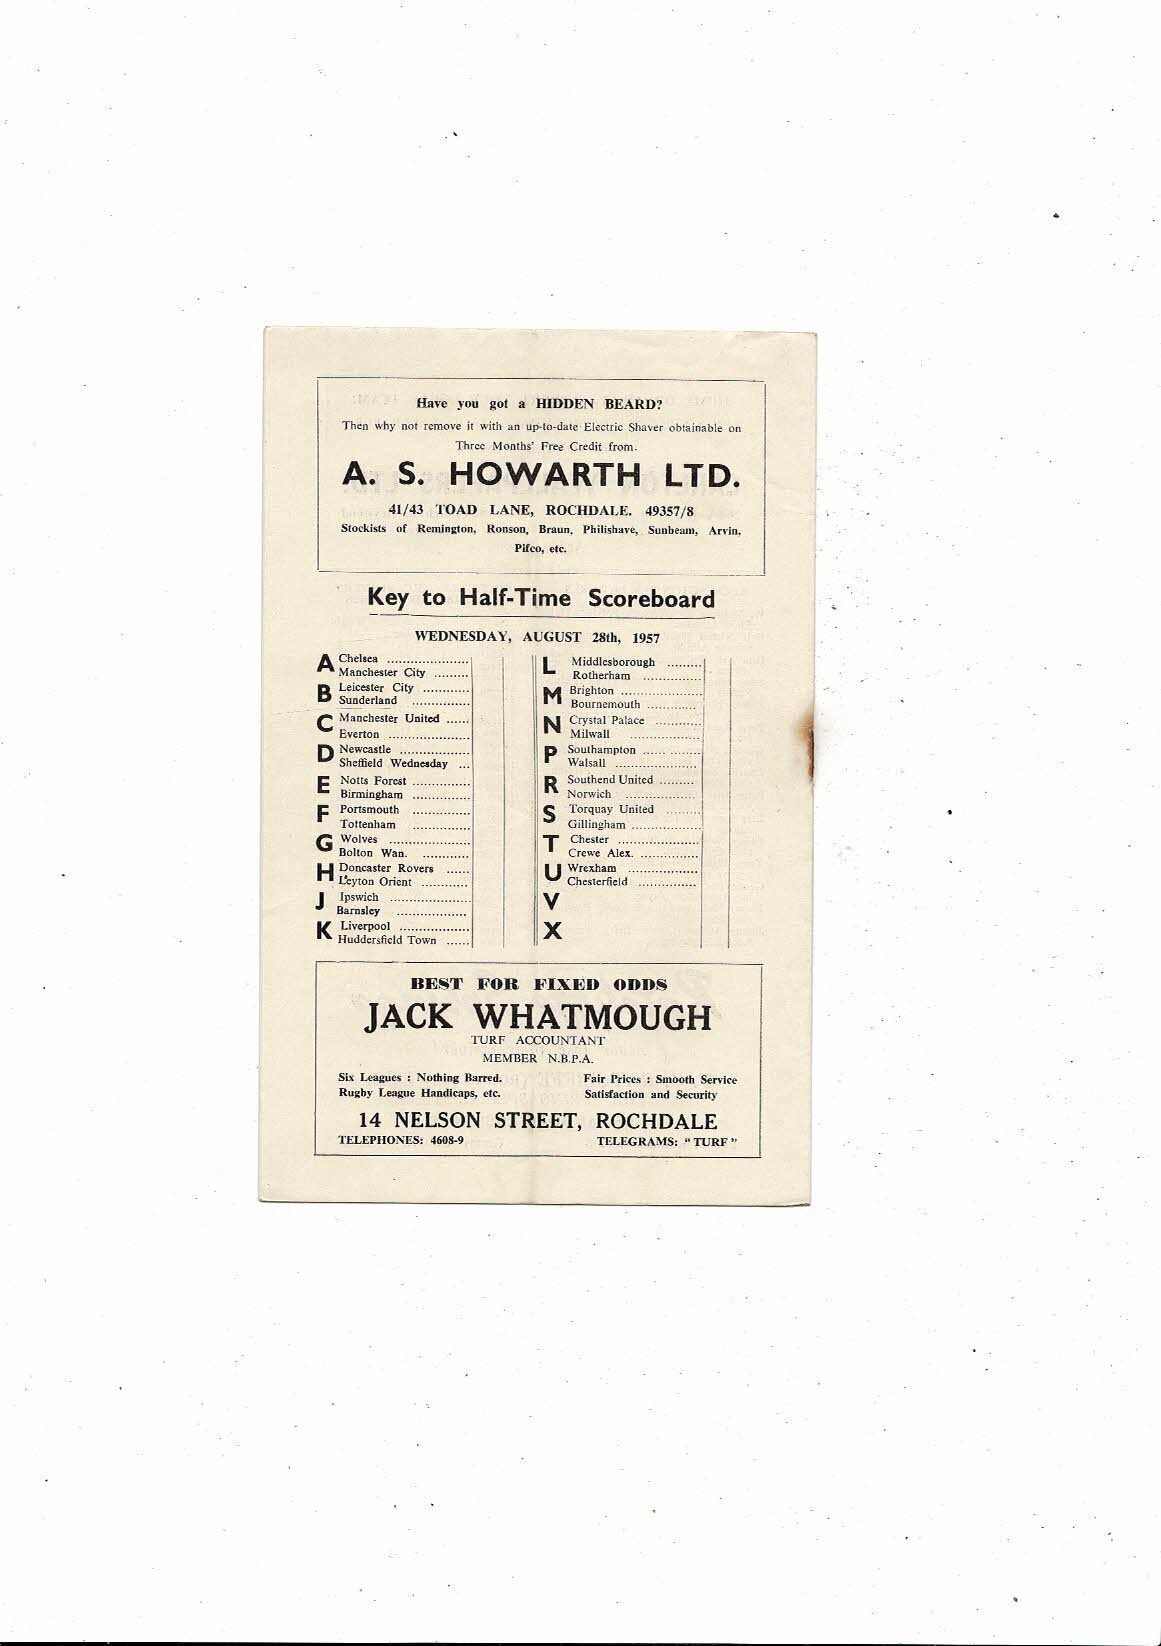 Have you got a HIDDEN BEARD?
Then why not remove it with an up-to-date Electric Shaver obtainable on
Three Months' Free Credit from.
A. S. HOWARTH LTD.
41/43 TOAD LANE, ROCHDALE. 49357/8
Stockists of Remington, Ronson, Braun, Philishave, Sunbeam, Arvin,
Pifco, etc.
Key to Half-Time Scoreboard
WEDNESDAY, AUGUST 28th, 1957
A Chelsea ....................
Manchester City .........
B Leicester City ............
Sunderland ...............
C Manchester United ......
Everton .....................
D Newcastle ..................
Sheffield Wednesday ...
E Notts Forest ...............
Birmingham ...............
F Portsmouth ...............
Tottenham ...............
G Wolves .....................
Bolton Wan. ............
H Doncaster Rovers ......
Leyton Orient ............
J Ipswich .....................
Barnsley ..................
K Liverpool ..................
Huddersfield Town ......
L Middlesborough .........
Rotherham ...............
M Brighton .....................
Bournemouth ............
N Crystal Palace ............
Millwall ..................
P Southampton ...............
Walsall .....................
R Southend United .........
Norwich ..................
S Torquay United .........
Gillingham ..................
T Chester .....................
Crewe Alex. ...............
U Wrexham ..................
Chesterfield ...............
V
X
BEST FOR FIXED ODDS
JACK WHATMOUGH
TURF ACCOUNTANT
MEMBER N.B.P.A.
Six Leagues : Nothing Barred. Fair Prices : Smooth Service
Rugby League Handicaps, etc. Satisfaction and Security
14 NELSON STREET, ROCHDALE
TELEPHONES: 4608-9 TELEGRAMS: "TURF"